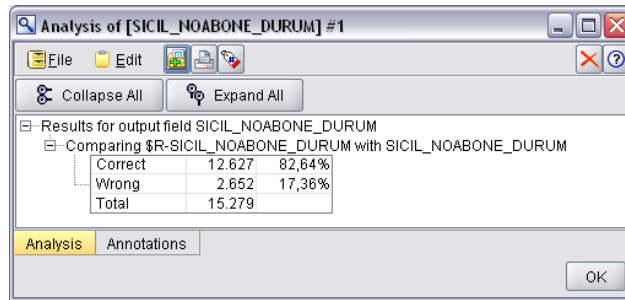 Analysis of [SICIL_NOABONE_DURUM] #1
File Edit
Collapse All Expand All
Results for output field SICIL_NOABONE_DURUM
Comparing $R-SICIL_NOABONE_DURUM with SICIL_NOABONE_DURUM
Correct 12.627 82,64%
Wrong 2.652 17,36%
Total 15.279
Analysis Annotations
OK